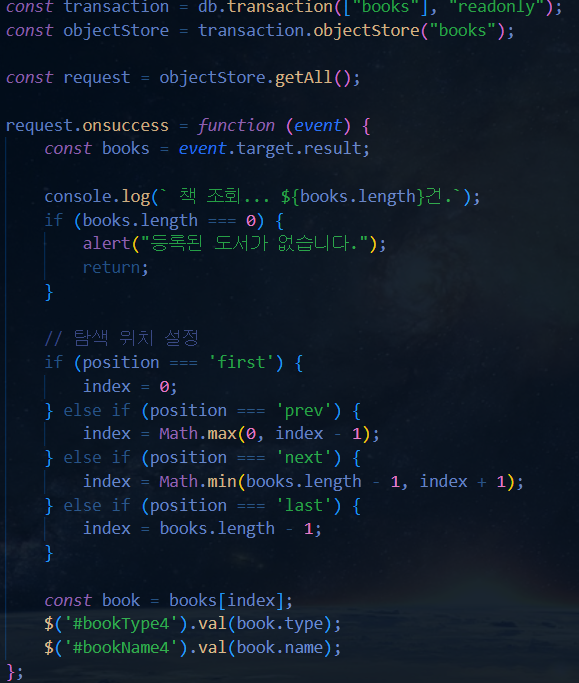 const transaction = db.transaction(["books"], "readonly");
const objectStore = transaction.objectStore("books");

const request = objectStore.getAll();

request.onsuccess = function (event) {
    const books = event.target.result;

    console.log(` 책 조회... ${books.length}건.`);
    if (books.length === 0) {
        alert("등록된 도서가 없습니다.");
        return;
    }

    // 탐색 위치 설정
    if (position === 'first') {
        index = 0;
    } else if (position === 'prev') {
        index = Math.max(0, index - 1);
    } else if (position === 'next') {
        index = Math.min(books.length - 1, index + 1);
    } else if (position === 'last') {
        index = books.length - 1;
    }

    const book = books[index];
    $('#bookType4').val(book.type);
    $('#bookName4').val(book.name);
};